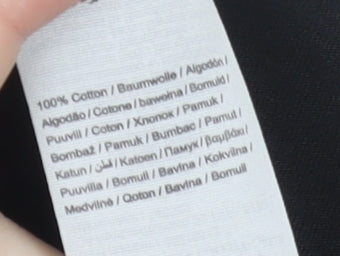 100% Cotton / Baumwolle / Algodón /
Algodão / Cotone / bawełna / Bomuld /
Puuvill / Coton / Хлопок / Pamuk /
Bombaž / Pamuk / Bumbac / Pamut /
Katun / قطن / Katoen / Памук / βαμβάκι /
Puuvilla / Bomull / Bavlna / Kokvilna /
Medvilnė / Qoton / Bavlna / Bomull